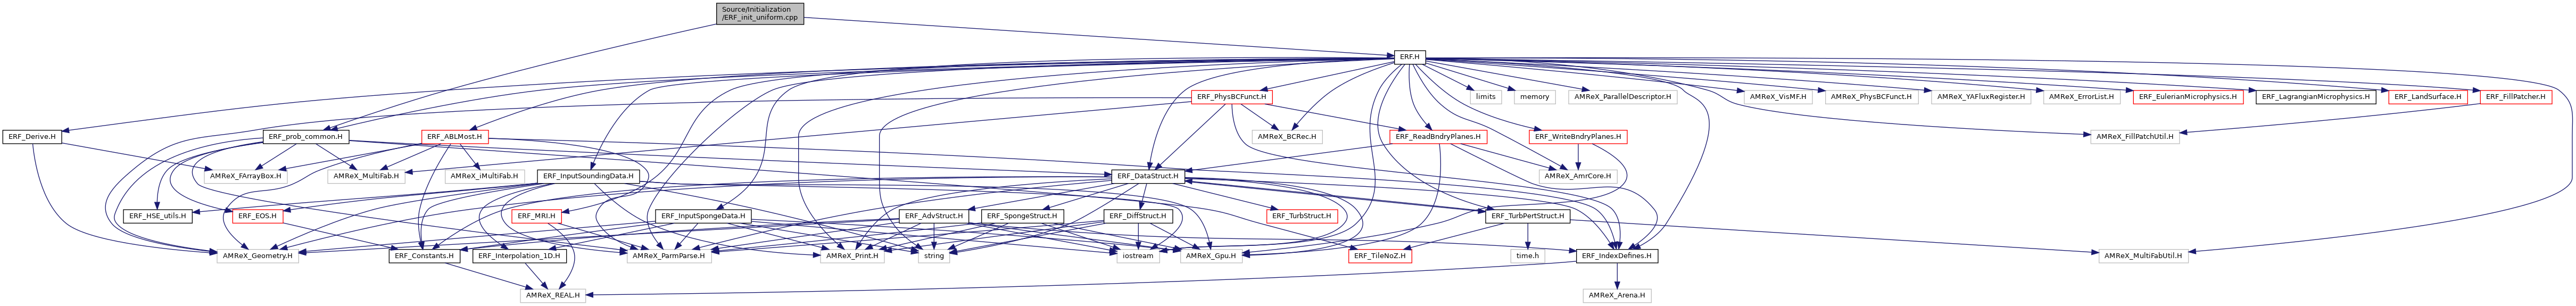 Source/Initialization
/ERF_init_uniform.cpp
ERF.H
ERF_PhysBCFunct.H
limits
memory
AMReX_ParallelDescriptor.H
AMReX_VisMF.H
AMReX_PhysBCFunct.H
AMReX_YAFluxRegister.H
AMReX_ErrorList.H
ERF_EulerianMicrophysics.H
ERF_LagrangianMicrophysics.H
ERF_LandSurface.H
ERF_FillPatcher.H
ERF_Derive.H
ERF_prob_common.H
ERF_ABLMost.H
AMReX_BCRec.H
ERF_ReadBndryPlanes.H
ERF_WriteBndryPlanes.H
AMReX_FillPatchUtil.H
AMReX_FArrayBox.H
AMReX_MultiFab.H
AMReX_iMultiFab.H
ERF_InputSoundingData.H
ERF_DataStruct.H
AMReX_AmrCore.H
ERF_HSE_utils.H
ERF_EOS.H
ERF_MRI.H
ERF_InputSpongeData.H
ERF_AdvStruct.H
ERF_SpongeStruct.H
ERF_DiffStruct.H
ERF_TurbStruct.H
ERF_TurbPertStruct.H
AMReX_Geometry.H
ERF_Constants.H
ERF_Interpolation_1D.H
AMReX_ParmParse.H
AMReX_Print.H
string
iostream
AMReX_Gpu.H
ERF_TileNoZ.H
time.h
ERF_IndexDefines.H
AMReX_MultiFabUtil.H
AMReX_REAL.H
AMReX_Arena.H